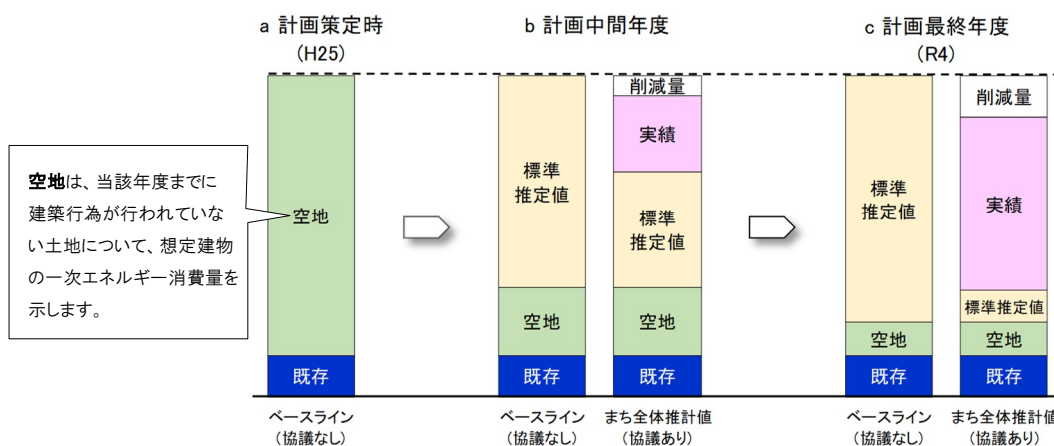 a 計画策定時
(H25)
b 計画中間年度
c 計画最終年度
(R4)
空地は、当該年度までに
建築行為が行われていな
い土地について、想定建物
の一次エネルギー消費量を
示します。
空地
既存
ベースライン
(協議なし)
標準
推定値
空地
既存
ベースライン
(協議なし)
削減量
実績
標準
推定値
空地
既存
まち全体推計値
(協議あり)
標準
推定値
空地
既存
ベースライン
(協議なし)
削減量
実績
標準推定値
空地
既存
まち全体推計値
(協議あり)